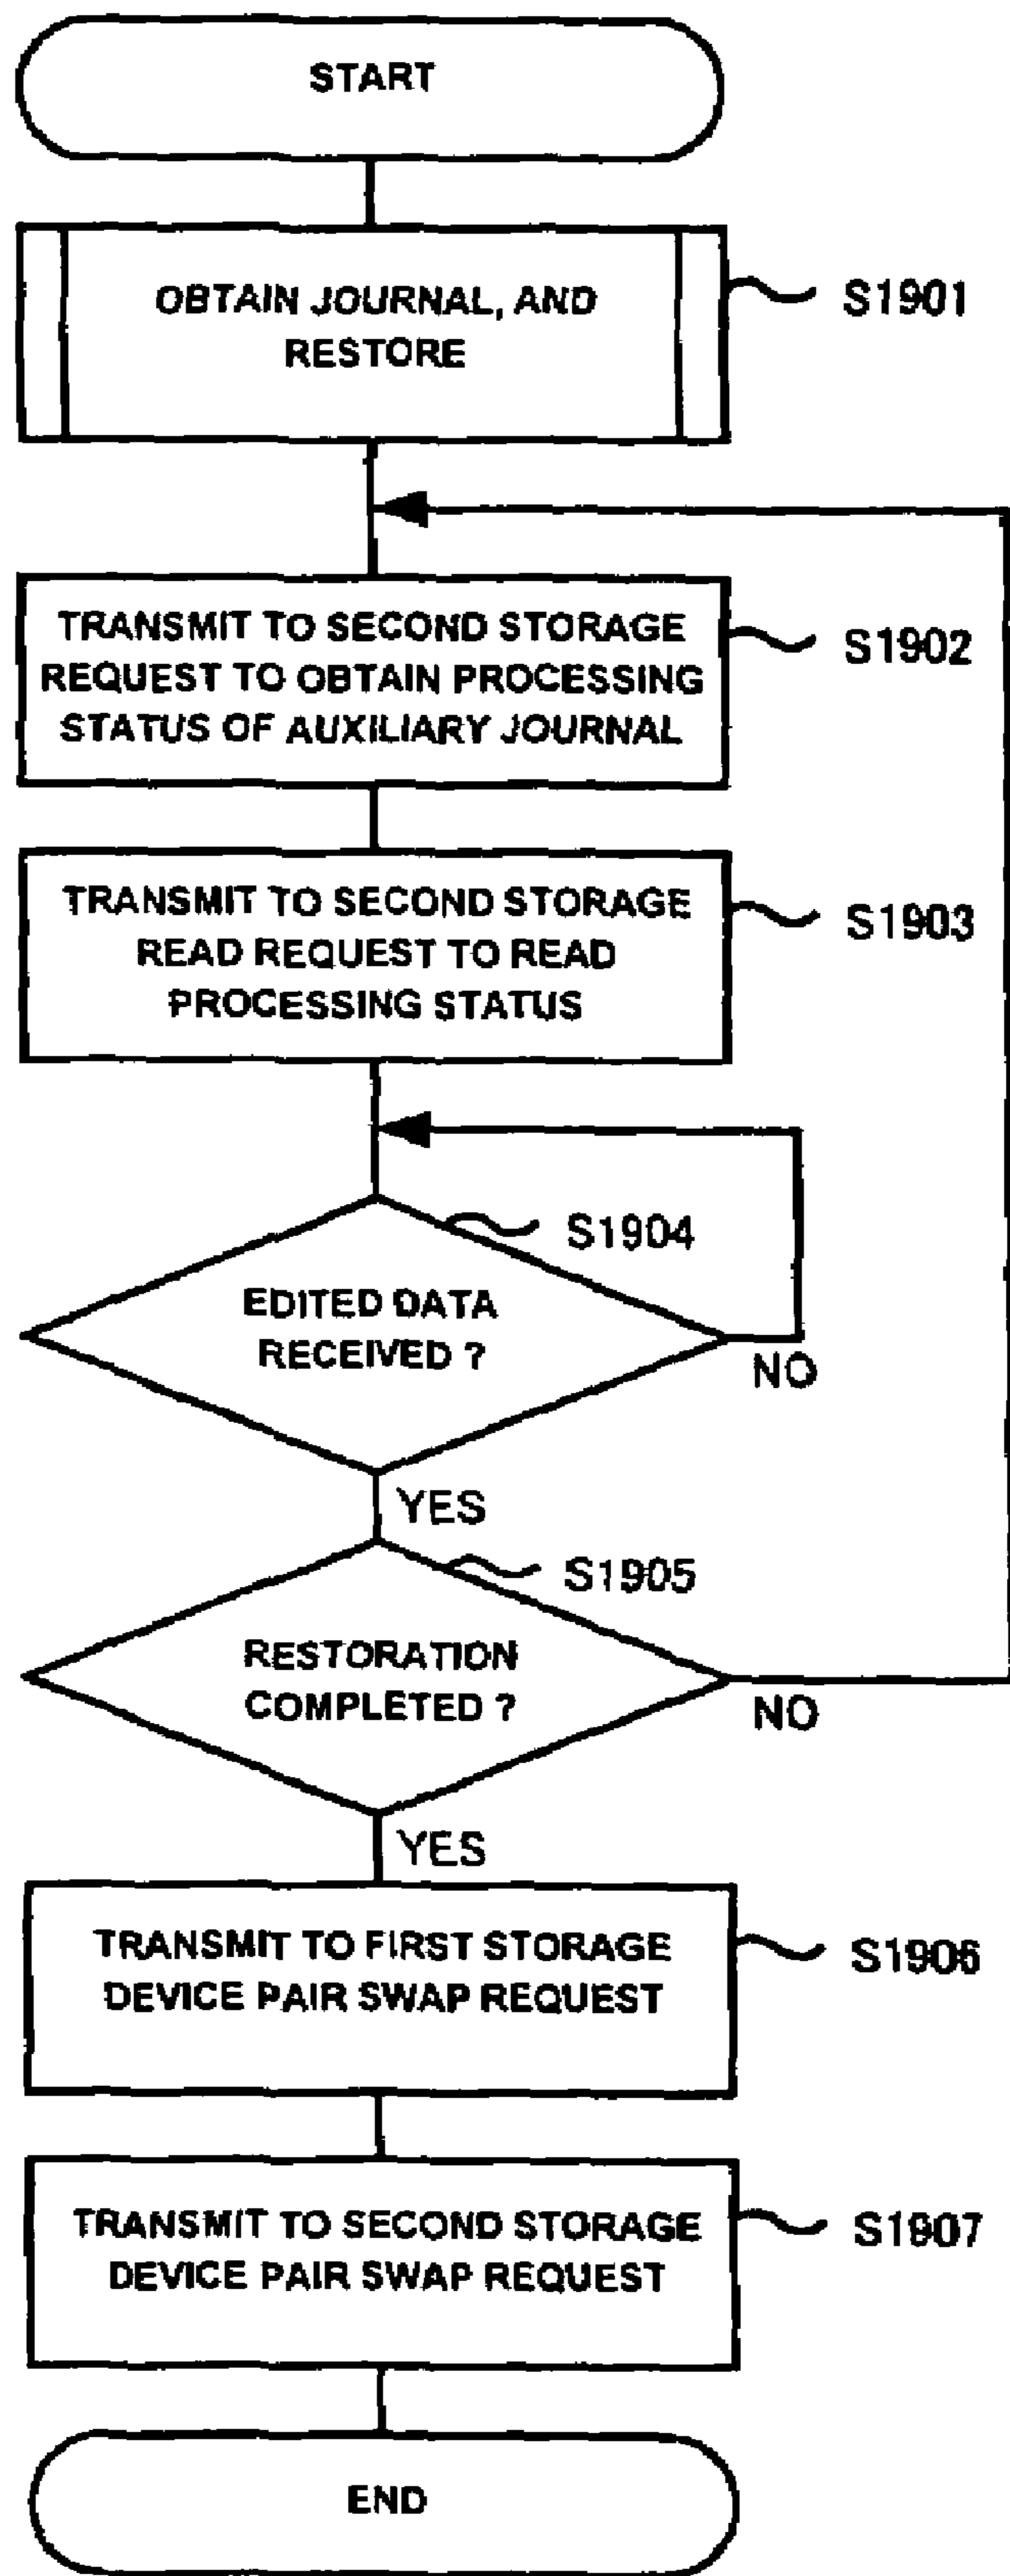 START
OBTAIN JOURNAL, AND
RESTORE
S1901
TRANSMIT TO SECOND STORAGE
REQUEST TO OBTAIN PROCESSING
STATUS OF AUXILIARY JOURNAL
S1902
TRANSMIT TO SECOND STORAGE
READ REQUEST TO READ
PROCESSING STATUS
S1903
S1904
EDITED DATA
RECEIVED ?
NO
YES
S1905
RESTORATION
COMPLETED ?
NO
YES
TRANSMIT TO FIRST STORAGE
DEVICE PAIR SWAP REQUEST
S1906
TRANSMIT TO SECOND STORAGE
DEVICE PAIR SWAP REQUEST
S1907
END